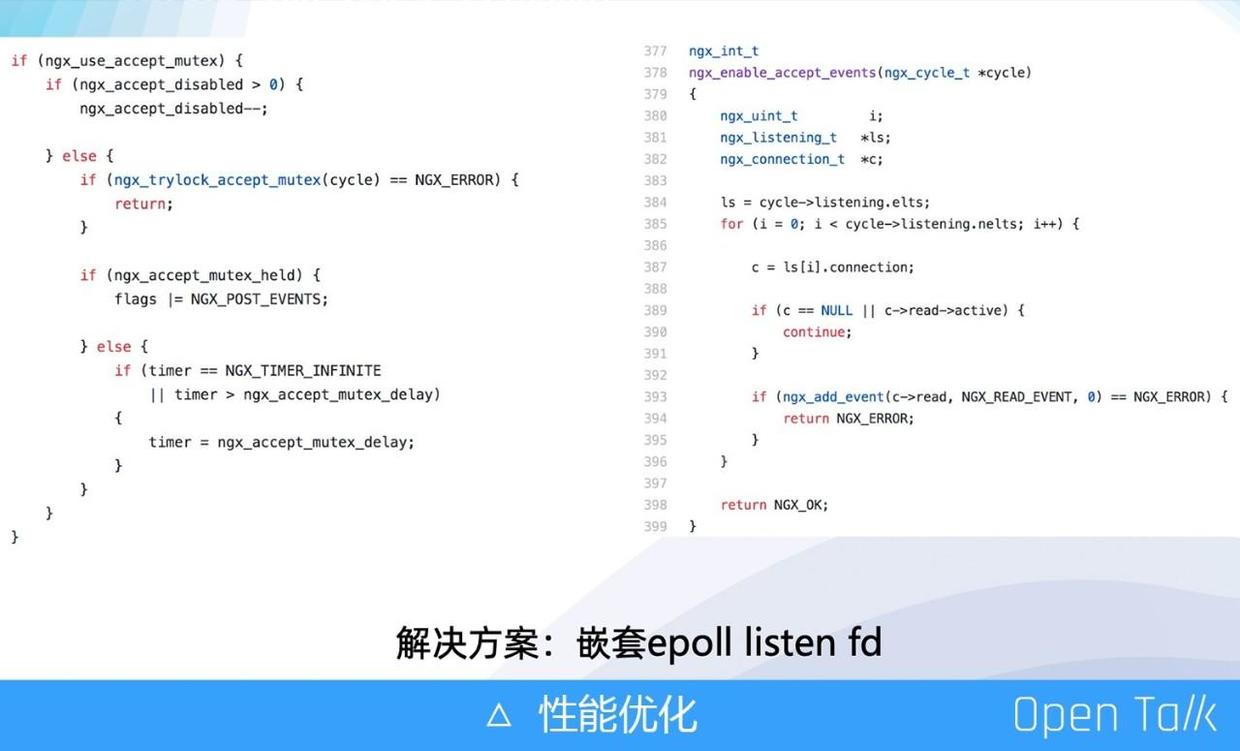 if (ngx_use_accept_mutex) {
    if (ngx_accept_disabled > 0) {
        ngx_accept_disabled--;
    } else {
        if (ngx_trylock_accept_mutex(cycle) == NGX_ERROR) {
            return;
        }
        if (ngx_accept_mutex_held) {
            flags |= NGX_POST_EVENTS;
        } else {
            if (timer == NGX_TIMER_INFINITE
                || timer > ngx_accept_mutex_delay)
            {
                timer = ngx_accept_mutex_delay;
            }
        }
    }
}
377 ngx_int_t
378 ngx_enable_accept_events(ngx_cycle_t *cycle)
379 {
380     ngx_uint_t         i;
381     ngx_listening_t   *ls;
382     ngx_connection_t  *c;
383
384     ls = cycle->listening.elts;
385     for (i = 0; i < cycle->listening.nelts; i++) {
386
387         c = ls[i].connection;
388
389         if (c == NULL || c->read->active) {
390             continue;
391         }
392
393         if (ngx_add_event(c->read, NGX_READ_EVENT, 0) == NGX_ERROR) {
394             return NGX_ERROR;
395         }
396     }
397
398     return NGX_OK;
399 }
解决方案：嵌套epoll listen fd
△ 性能优化
Open Talk